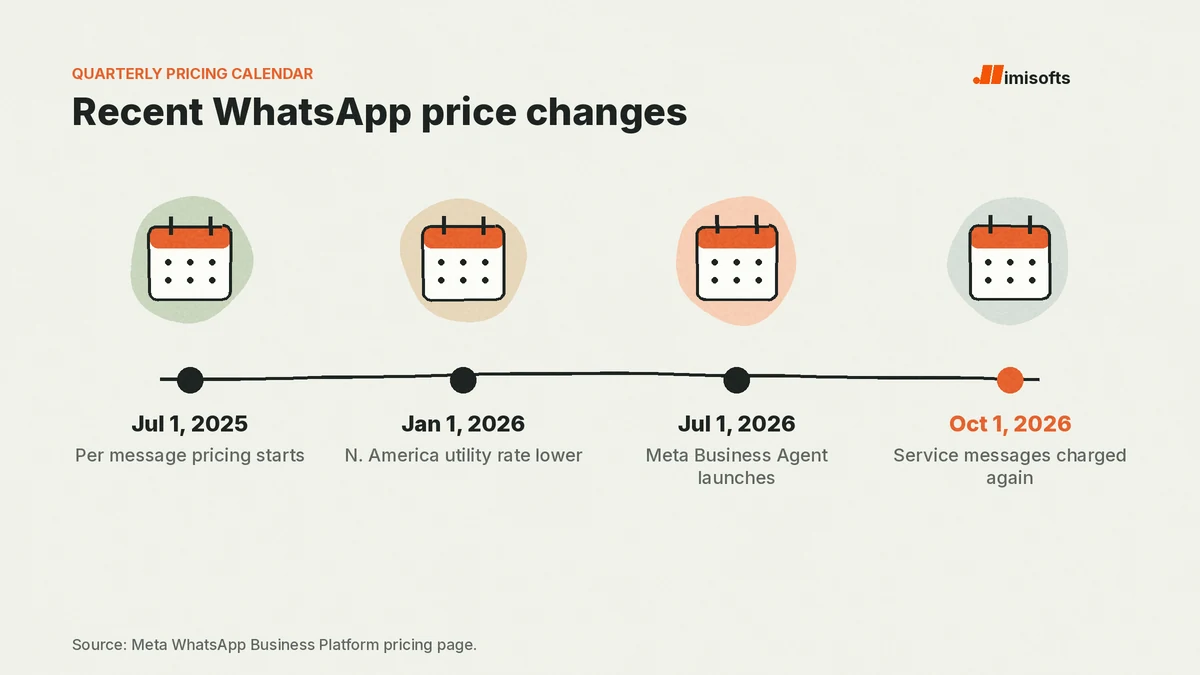 QUARTERLY PRICING CALENDAR
Recent WhatsApp price changes
imisofts
Jul 1, 2025
Per message pricing starts
Jan 1, 2026
N. America utility rate lower
Jul 1, 2026
Meta Business Agent
launches
Oct 1, 2026
Service messages charged
again
Source: Meta WhatsApp Business Platform pricing page.